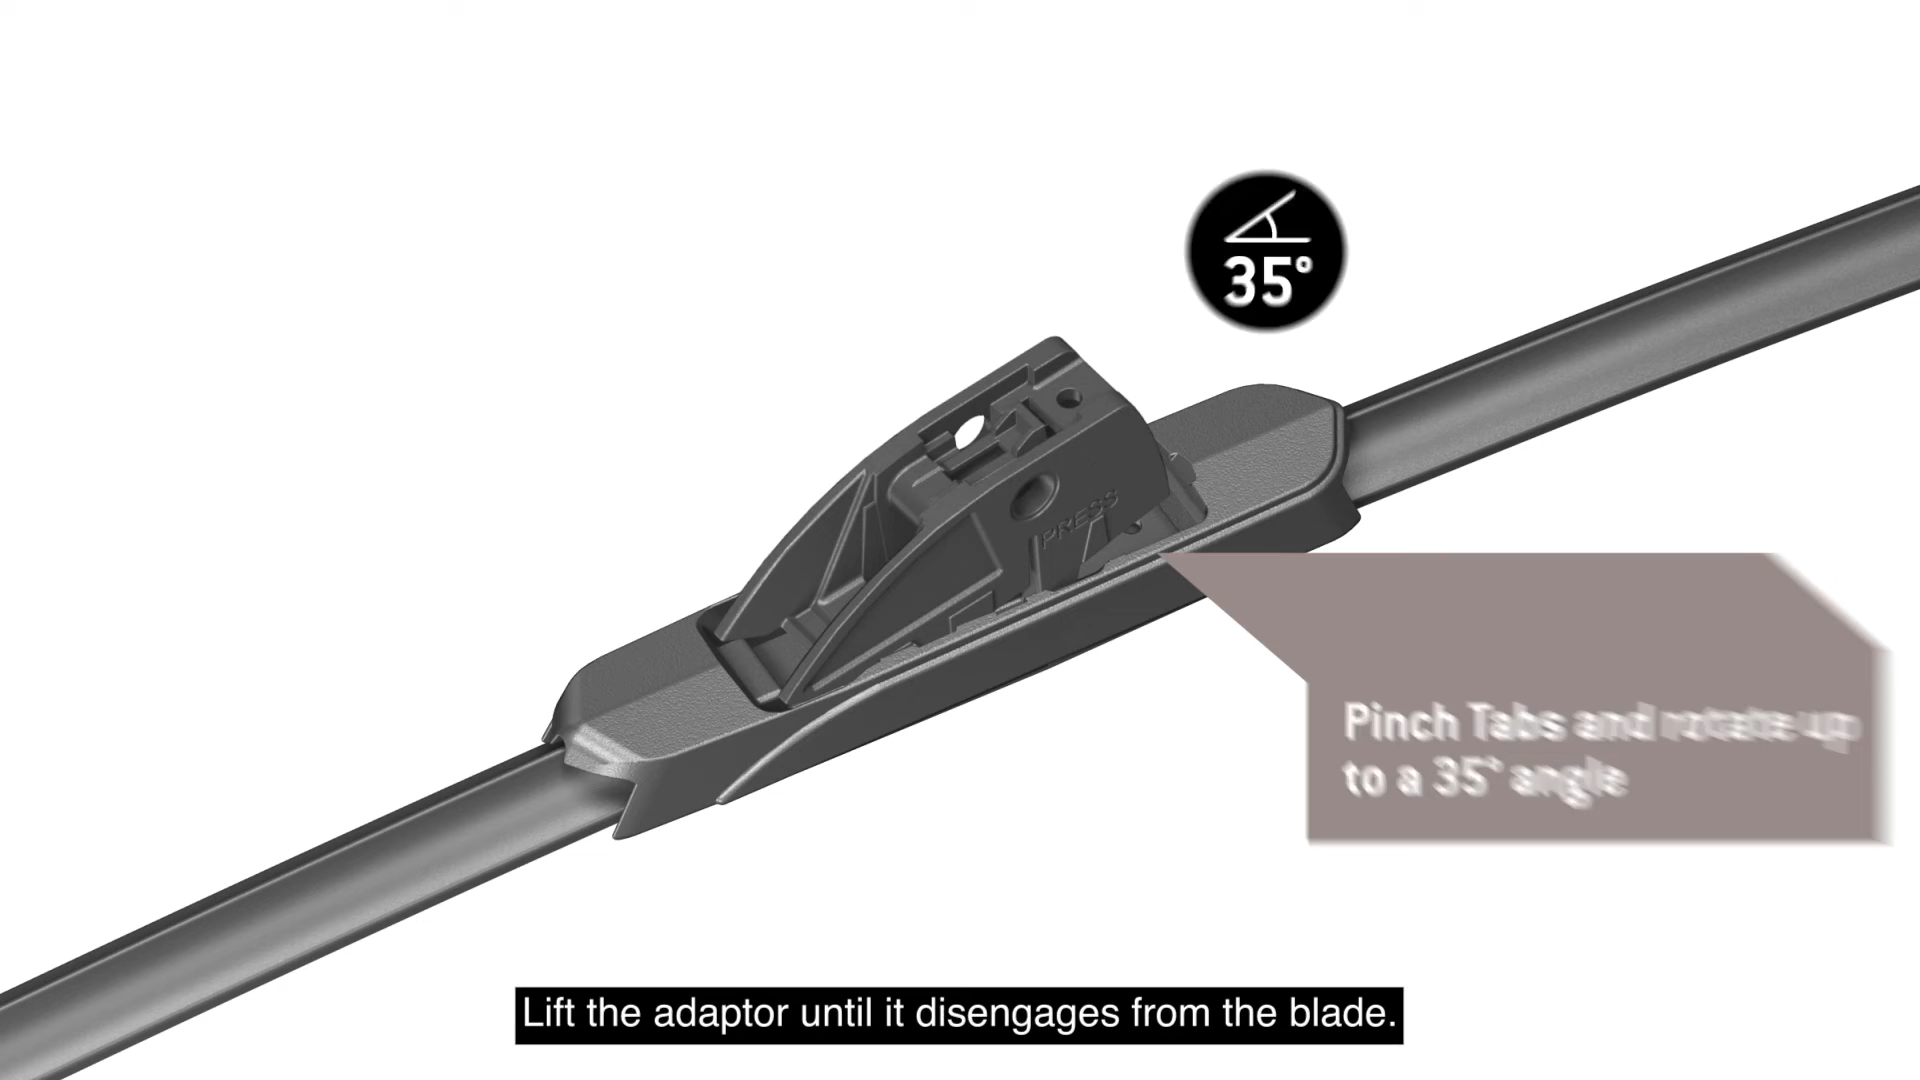 35°
PRESS
Pinch Tabs and rotate up
to a 35° angle
Lift the adaptor until it disengages from the blade.